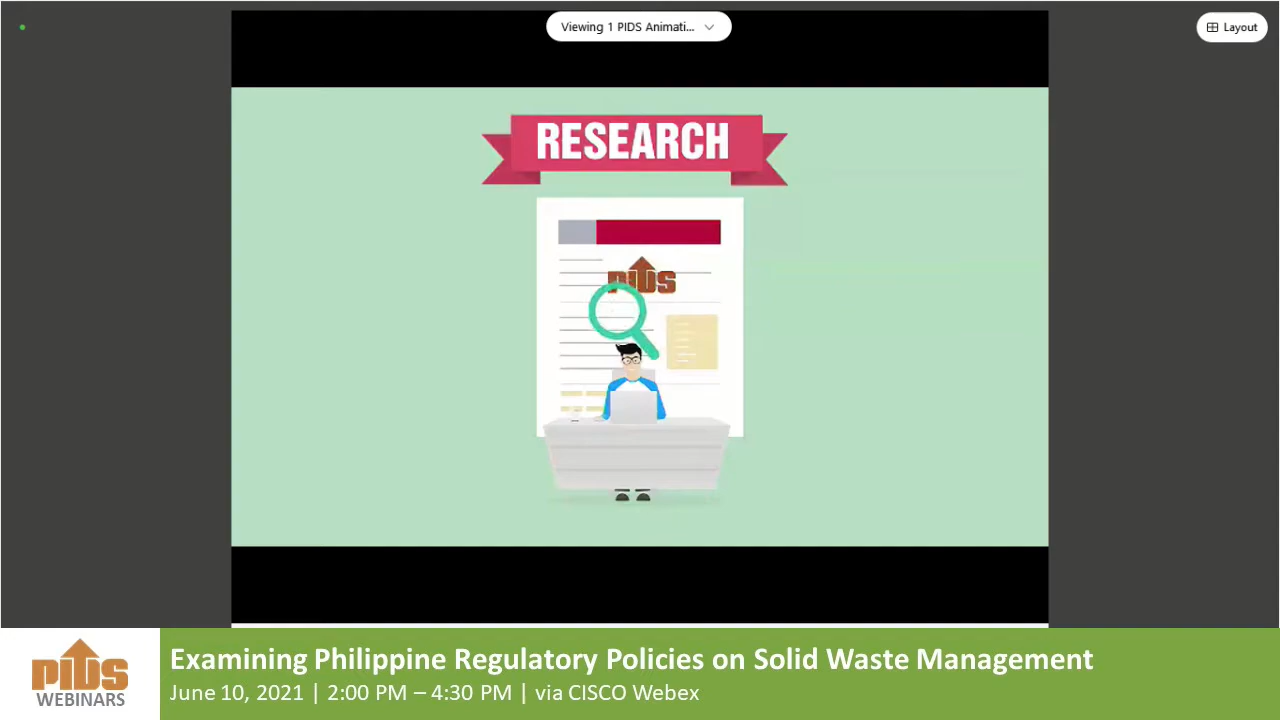 Viewing 1 PIDS Animati...
Layout
RESEARCH
PIDS
Examining Philippine Regulatory Policies on Solid Waste Management
PIDS
June 10, 2021 | 2:00 PM – 4:30 PM | via CISCO Webex
WEBINARS